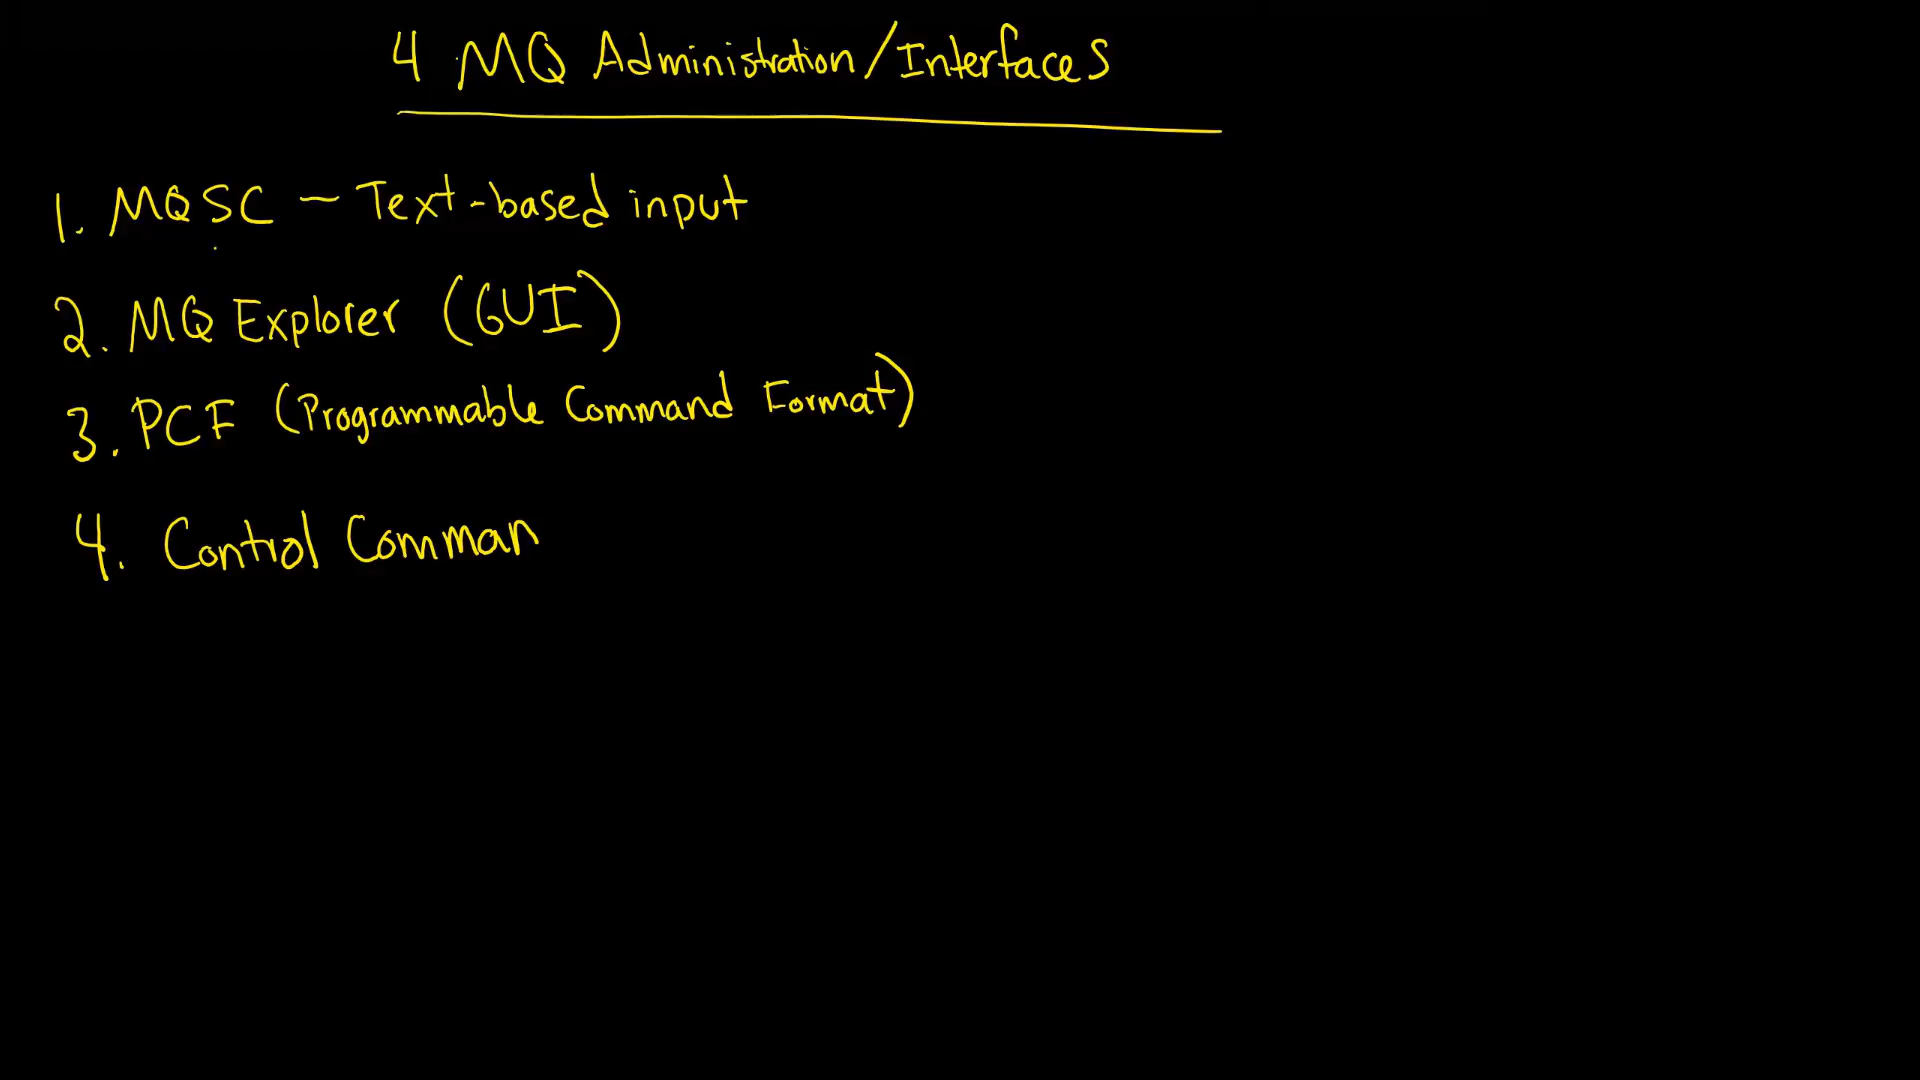 4 MQ Administration/Interfaces
1. MQSC - Text-based input
2. MQ Explorer (GUI)
3. PCF (Programmable Command Format)
4. Control Comman